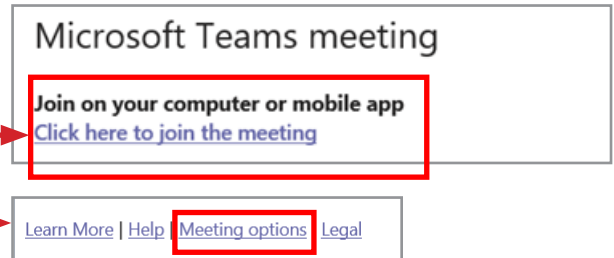 Microsoft Teams meeting
Join on your computer or mobile app
Click here to join the meeting
Learn More | Help | Meeting options | Legal